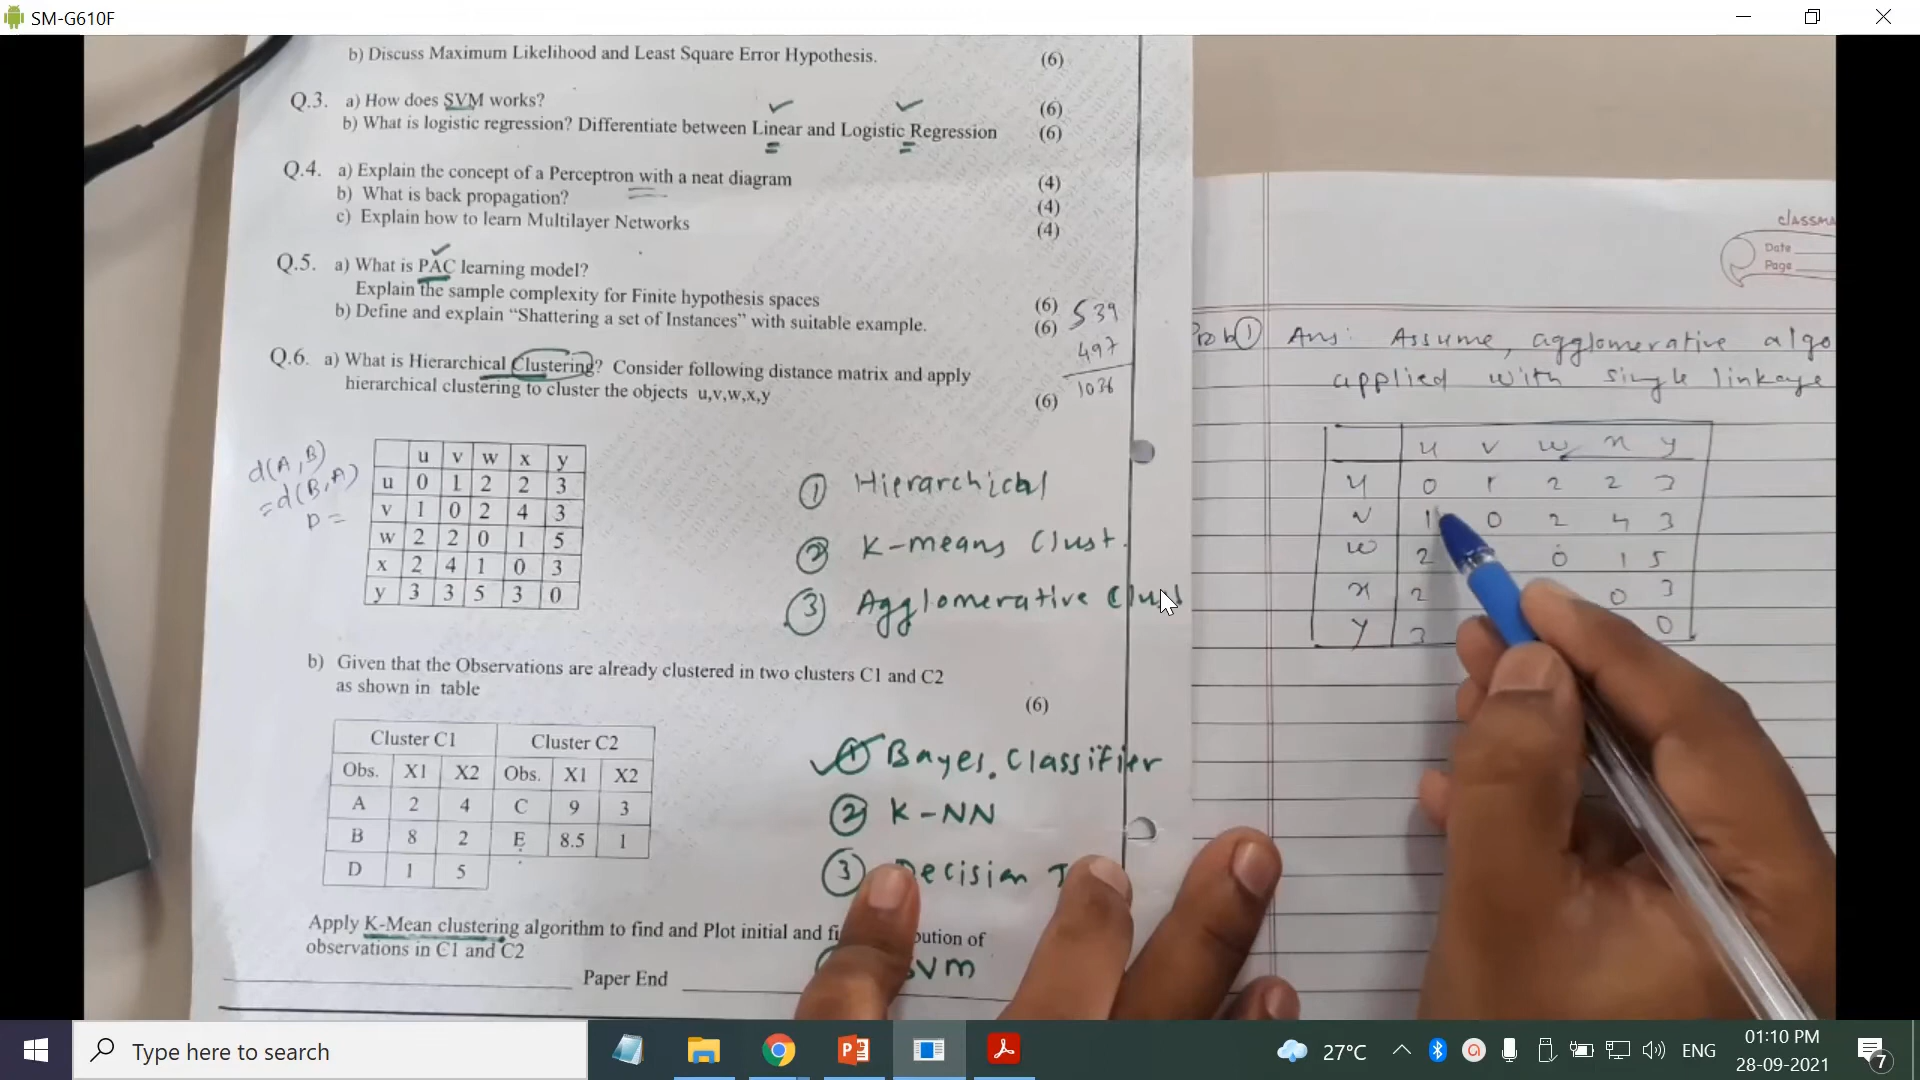 SM-G610F
b) Discuss Maximum Likelihood and Least Square Error Hypothesis. (6)
Q.3. a) How does SVM works? (6)
b) What is logistic regression? Differentiate between Linear and Logistic Regression (6)
Q.4. a) Explain the concept of a Perceptron with a neat diagram (4)
b) What is back propagation? (4)
c) Explain how to learn Multilayer Networks (4)
Q.5. a) What is PAC learning model?
Explain the sample complexity for Finite hypothesis spaces (6)
b) Define and explain “Shattering a set of Instances” with suitable example. (6)
539
497
1036
Q.6. a) What is Hierarchical Clustering? Consider following distance matrix and apply
hierarchical clustering to cluster the objects u,v,w,x,y (6)
d(A,B)
=d(B,A)
D=
u v w x y
u 0 1 2 2 3
v 1 0 2 4 3
w 2 2 0 1 5
x 2 4 1 0 3
y 3 3 5 3 0
① Hierarchical
② K-means Clust.
③ Agglomerative Clust
b) Given that the Observations are already clustered in two clusters C1 and C2
as shown in table (6)
Cluster C1 Cluster C2
Obs. X1 X2 Obs. X1 X2
A 2 4 C 9 3
B 8 2 E 8.5 1
D 1 5
① Bayes. Classifier
② K-NN
③ Decision T
SVM
Apply K-Mean clustering algorithm to find and Plot initial and
observations in C1 and C2
Paper End
classma
Date
Page
Prob① Ans: Assume, agglomerative algo
applied with single linkage
u v w x y
u 0 1 2 2 3
v 1 0 2 4 3
w 2 0 1 5
x 2 0 3
y 3 0
Type here to search
27°C
ENG
01:10 PM
28-09-2021
7